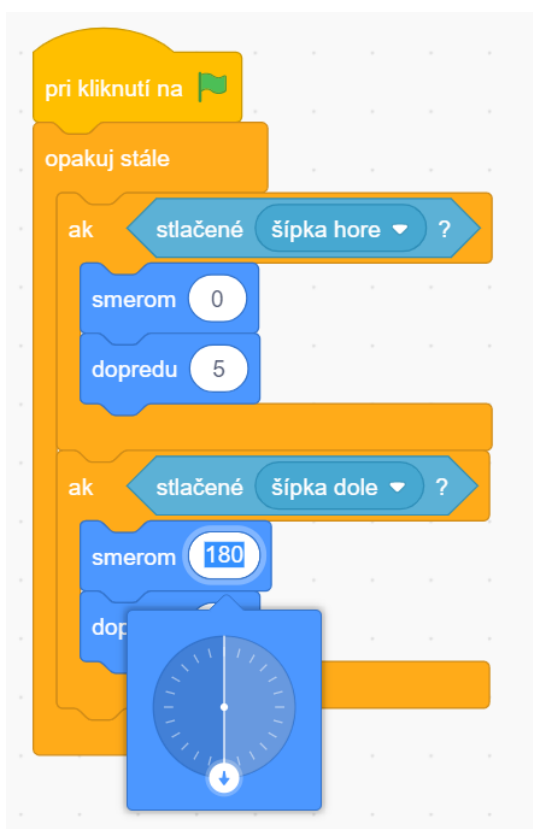 pri kliknutí na
opakuj stále
ak stlačené šípka hore ?
smerom 0
dopredu 5
ak stlačené šípka dole ?
smerom 180
dop